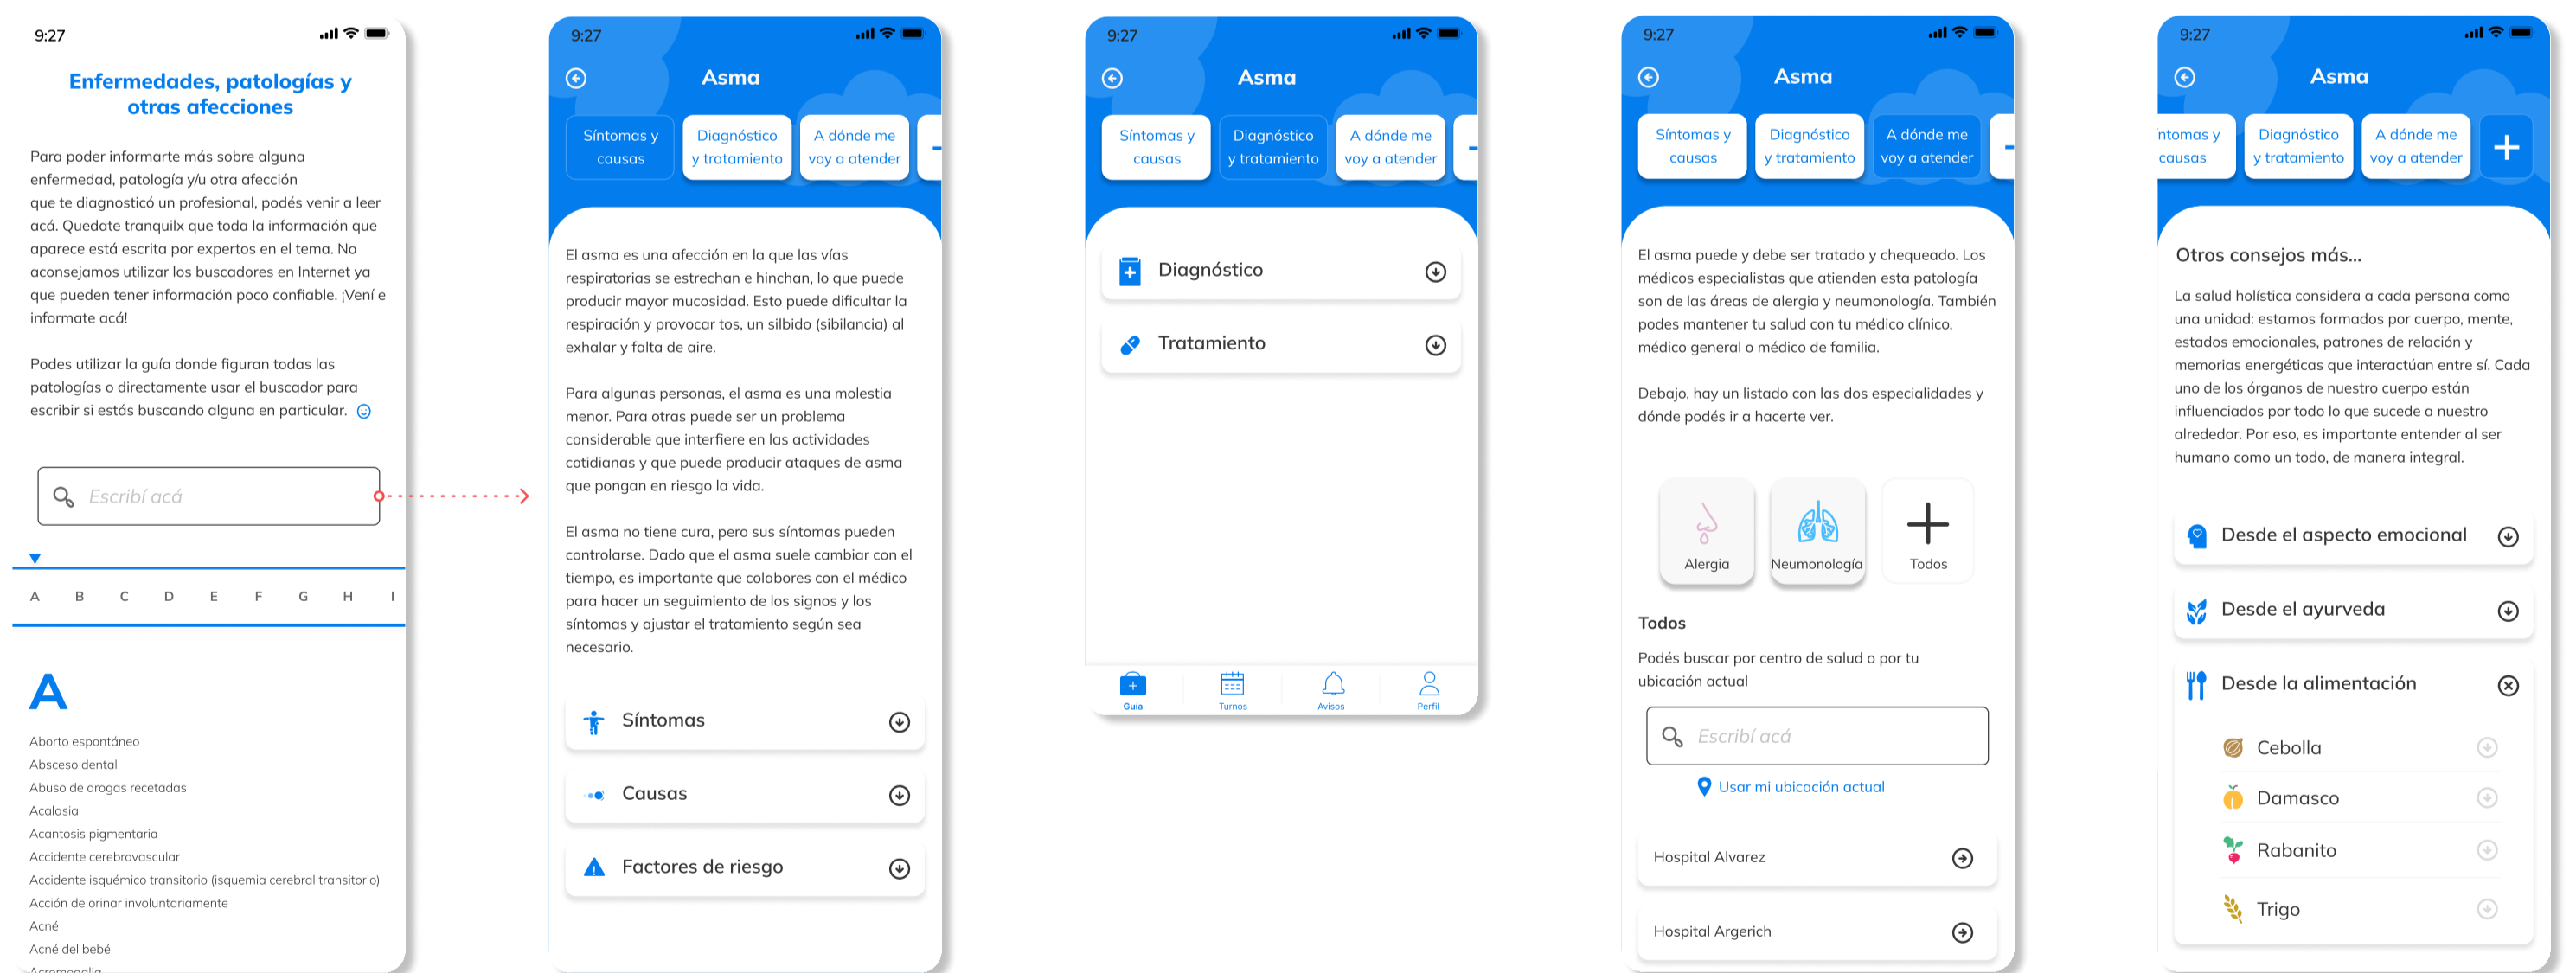 9:27
Enfermedades, patologías y
otras afecciones
Para poder informarte más sobre alguna
enfermedad, patología y/u otra afección
que te diagnosticó un profesional, podés venir a leer
acá. Quedate tranquilx que toda la información que
aparece está escrita por expertos en el tema. No
aconsejamos utilizar los buscadores en Internet ya
que pueden tener información poco confiable. ¡Vení e
informate acá!
Podes utilizar la guía donde figuran todas las
patologías o directamente usar el buscador para
escribir si estás buscando alguna en particular.
Escribí acá
A B C D E F G H I
A
Aborto espontáneo
Absceso dental
Abuso de drogas recetadas
Acalasia
Acantosis pigmentaria
Accidente cerebrovascular
Accidente isquémico transitorio (isquemia cerebral transitorio)
Acción de orinar involuntariamente
Acné
Acné del bebé
Acromegalia
9:27
Asma
Síntomas y
causas
Diagnóstico
y tratamiento
A dónde me
voy a atender
El asma es una afección en la que las vías
respiratorias se estrechan e hinchan, lo que puede
producir mayor mucosidad. Esto puede dificultar la
respiración y provocar tos, un silbido (sibilancia) al
exhalar y falta de aire.
Para algunas personas, el asma es una molestia
menor. Para otras puede ser un problema
considerable que interfiere en las actividades
cotidianas y que puede producir ataques de asma
que pongan en riesgo la vida.
El asma no tiene cura, pero sus síntomas pueden
controlarse. Dado que el asma suele cambiar con el
tiempo, es importante que colabores con el médico
para hacer un seguimiento de los signos y los
síntomas y ajustar el tratamiento según sea
necesario.
Síntomas
Causas
Factores de riesgo
9:27
Asma
Síntomas y
causas
Diagnóstico
y tratamiento
A dónde me
voy a atender
Diagnóstico
Tratamiento
Guía
Turnos
Avisos
Perfil
9:27
Asma
Síntomas y
causas
Diagnóstico
y tratamiento
A dónde me
voy a atender
El asma puede y debe ser tratado y chequeado. Los
médicos especialistas que atienden esta patología
son de las áreas de alergia y neumonología. También
podes mantener tu salud con tu médico clínico,
médico general o médico de familia.
Debajo, hay un listado con las dos especialidades y
dónde podés ir a hacerte ver.
Alergia
Neumonología
Todos
Todos
Podés buscar por centro de salud o por tu
ubicación actual
Escribí acá
Usar mi ubicación actual
Hospital Alvarez
Hospital Argerich
9:27
Asma
ntomas y
causas
Diagnóstico
y tratamiento
A dónde me
voy a atender
+
Otros consejos más...
La salud holística considera a cada persona como
una unidad: estamos formados por cuerpo, mente,
estados emocionales, patrones de relación y
memorias energéticas que interactúan entre sí. Cada
uno de los órganos de nuestro cuerpo están
influenciados por todo lo que sucede a nuestro
alrededor. Por eso, es importante entender al ser
humano como un todo, de manera integral.
Desde el aspecto emocional
Desde el ayurveda
Desde la alimentación
Cebolla
Damasco
Rabanito
Trigo